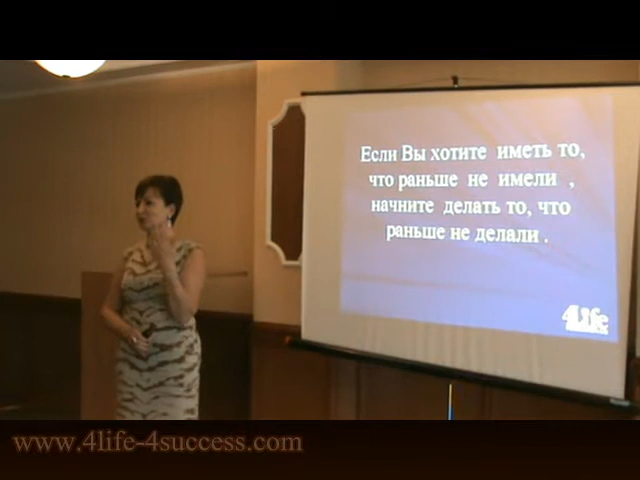 Если Вы хотите иметь то,
что раньше не имели ,
начните делать то, что
раньше не делали .
4Life
www.4life-4success.com